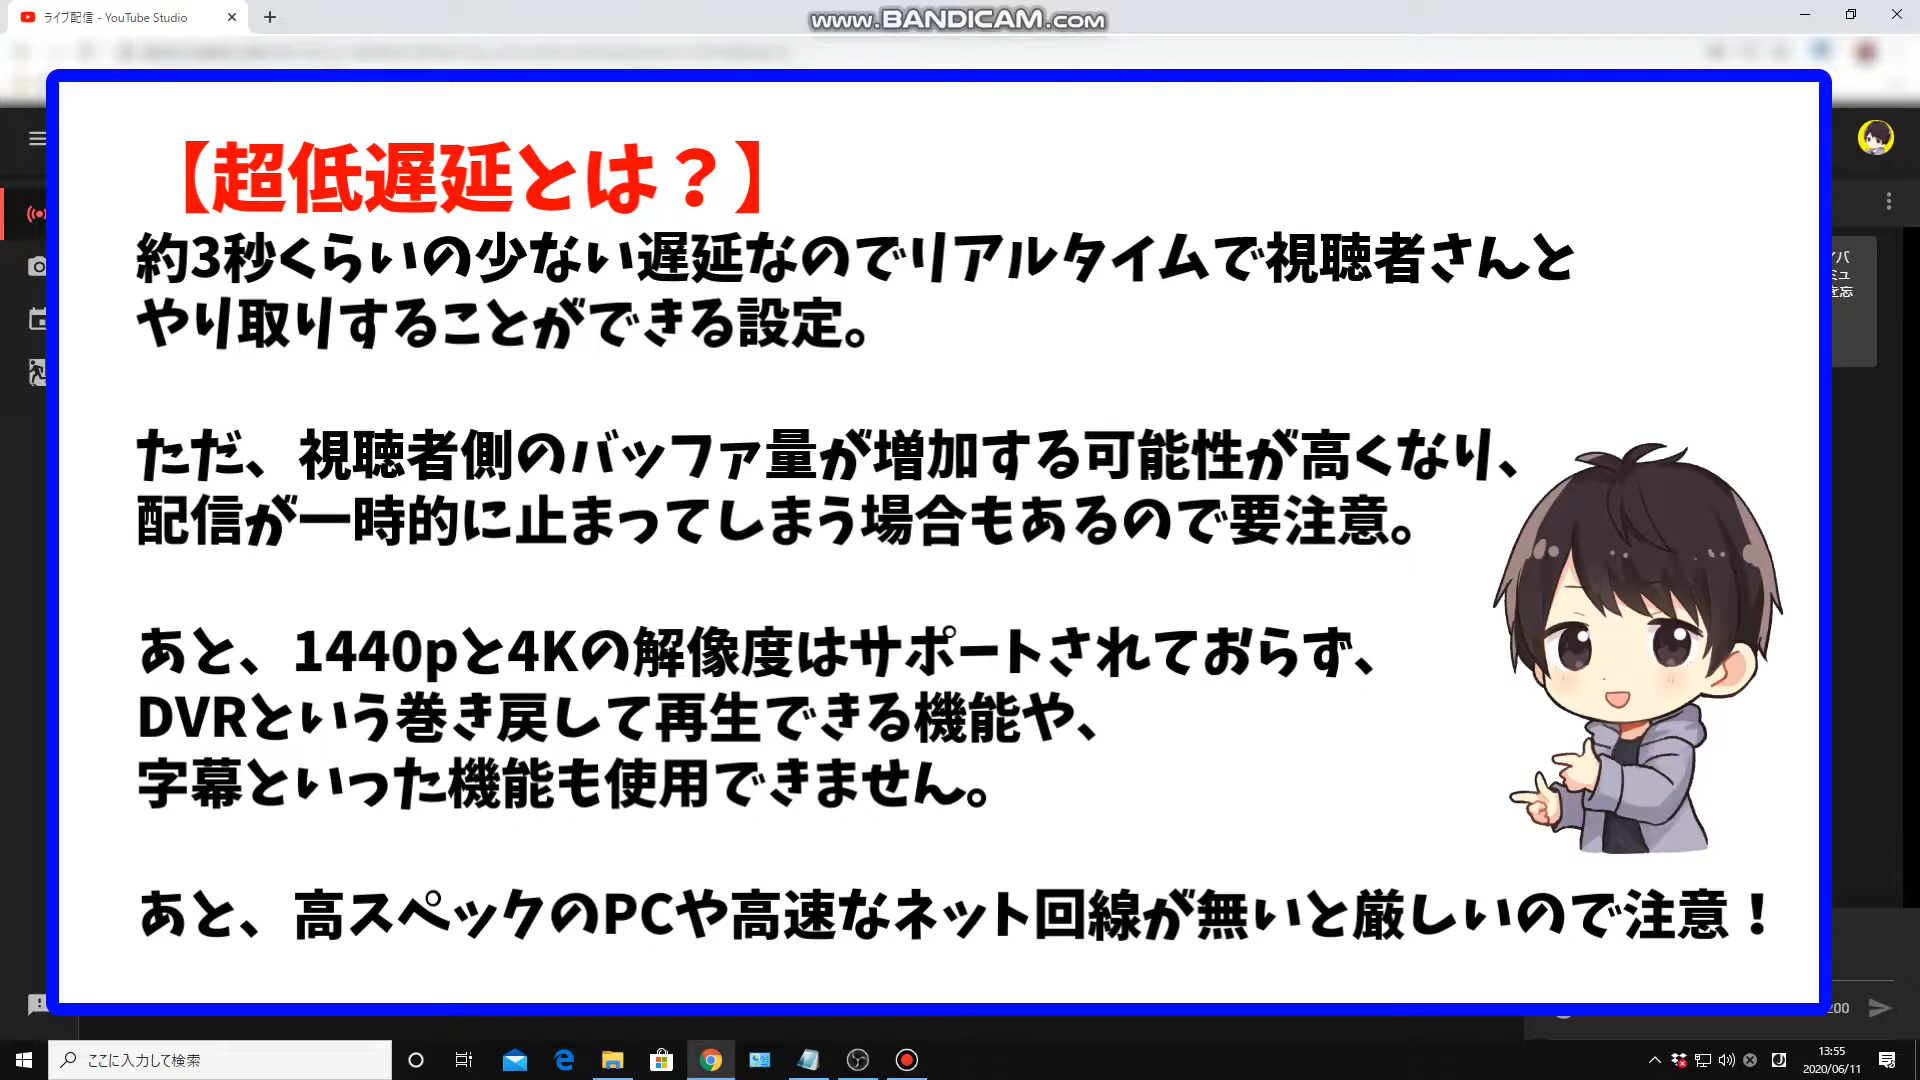 ライブ配信 - YouTube Studio
www.BANDICAM.com
【超低遅延とは？】
約3秒くらいの少ない遅延なのでリアルタイムで視聴者さんと
やり取りすることができる設定。
ただ、視聴者側のバッファ量が増加する可能性が高くなり、
配信が一時的に止まってしまう場合もあるので要注意。
あと、1440pと4Kの解像度はサポートされておらず、
DVRという巻き戻して再生できる機能や、
字幕といった機能も使用できません。
あと、高スペックのPCや高速なネット回線が無いと厳しいので注意！
を忘
ここに入力して検索
13:55
2020/06/11